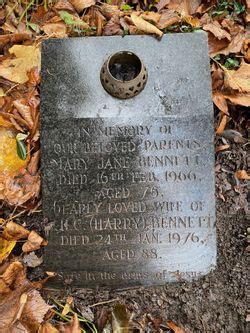 IN MEMORY OF
OUR BELOVED PARENTS
MARY JANE BENNETT
DIED 16TH FEB. 1966,
AGED 75,
DEARLY LOVED WIFE OF
H.C. (HARRY) BENNETT
DIED 24TH JAN. 1976,
AGED 88.
Safe in the arms of Jesus